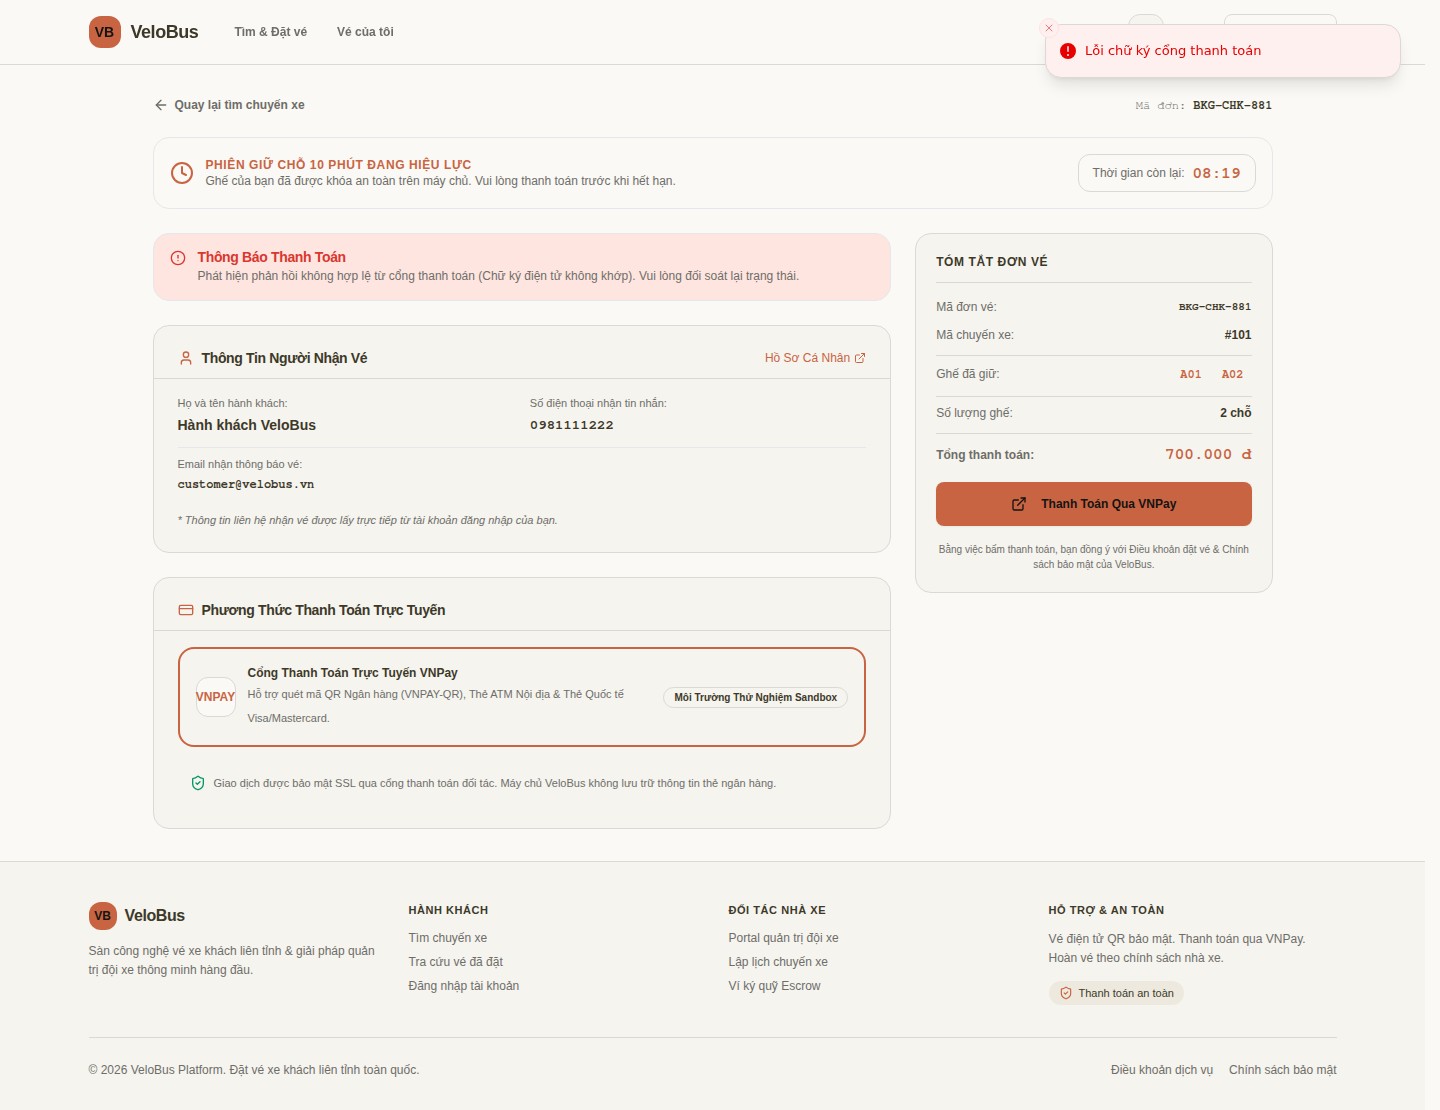 VB VeloBus
Tìm & Đặt vé
Vé của tôi
Lỗi chữ ký cổng thanh toán
Quay lại tìm chuyến xe
Mã đơn: BKG-CHK-881
PHIÊN GIỮ CHỖ 10 PHÚT ĐANG HIỆU LỰC
Ghế của bạn đã được khóa an toàn trên máy chủ. Vui lòng thanh toán trước khi hết hạn.
Thời gian còn lại: 08:19
Thông Báo Thanh Toán
Phát hiện phản hồi không hợp lệ từ cổng thanh toán (Chữ ký điện tử không khớp). Vui lòng đối soát lại trạng thái.
Thông Tin Người Nhận Vé
Hồ Sơ Cá Nhân
Họ và tên hành khách:
Hành khách VeloBus
Số điện thoại nhận tin nhắn:
0981111222
Email nhận thông báo vé:
customer@velobus.vn
* Thông tin liên hệ nhận vé được lấy trực tiếp từ tài khoản đăng nhập của bạn.
Phương Thức Thanh Toán Trực Tuyến
VNPAY
Cổng Thanh Toán Trực Tuyến VNPay
Hỗ trợ quét mã QR Ngân hàng (VNPAY-QR), Thẻ ATM Nội địa & Thẻ Quốc tế
Visa/Mastercard.
Môi Trường Thử Nghiệm Sandbox
Giao dịch được bảo mật SSL qua cổng thanh toán đối tác. Máy chủ VeloBus không lưu trữ thông tin thẻ ngân hàng.
TÓM TẮT ĐƠN VÉ
Mã đơn vé: BKG-CHK-881
Mã chuyến xe: #101
Ghế đã giữ: A01 A02
Số lượng ghế: 2 chỗ
Tổng thanh toán: 700.000 đ
Thanh Toán Qua VNPay
Bằng việc bấm thanh toán, bạn đồng ý với Điều khoản đặt vé & Chính
sách bảo mật của VeloBus.
VB VeloBus
Sàn công nghệ vé xe khách liên tỉnh & giải pháp quản
trị đội xe thông minh hàng đầu.
HÀNH KHÁCH
Tìm chuyến xe
Tra cứu vé đã đặt
Đăng nhập tài khoản
ĐỐI TÁC NHÀ XE
Portal quản trị đội xe
Lập lịch chuyến xe
Ví ký quỹ Escrow
HỖ TRỢ & AN TOÀN
Vé điện tử QR bảo mật. Thanh toán qua VNPay.
Hoàn vé theo chính sách nhà xe.
Thanh toán an toàn
© 2026 VeloBus Platform. Đặt vé xe khách liên tỉnh toàn quốc.
Điều khoản dịch vụ
Chính sách bảo mật